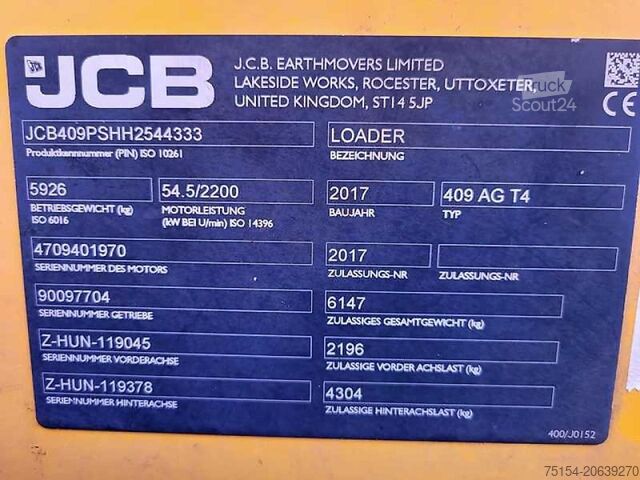 JCB
J.C.B. EARTHMOVERS LIMITED
LAKESIDE WORKS, ROCESTER, UTTOXETER,
UNITED KINGDOM, ST14 5JP
Truck
Scout24
CE
JCB409PSHH2544333
Produktkennnummer (PIN) ISO 10261
LOADER
BEZEICHNUNG
5926
BETRIEBSGEWICHT (kg)
ISO 6016
54.5/2200
MOTORLEISTUNG
(kW BEI U/min) ISO 14396
2017
BAUJAHR
409 AG T4
TYP
4709401970
SERIENNUMMER DES MOTORS
2017
ZULASSUNGS-NR
ZULASSUNGS-NR
90097704
SERIENNUMMER GETRIEBE
6147
ZULASSIGES GESAMTGEWICHT (kg)
Z-HUN-119045
SERIENNUMMER VORDERACHSE
2196
ZULASSIGE VORDER ACHSLAST (kg)
Z-HUN-119378
SERIENNUMMER HINTERACHSE
4304
ZULASSIGE HINTERACHSLAST (kg)
400/J0152
75154-20639270